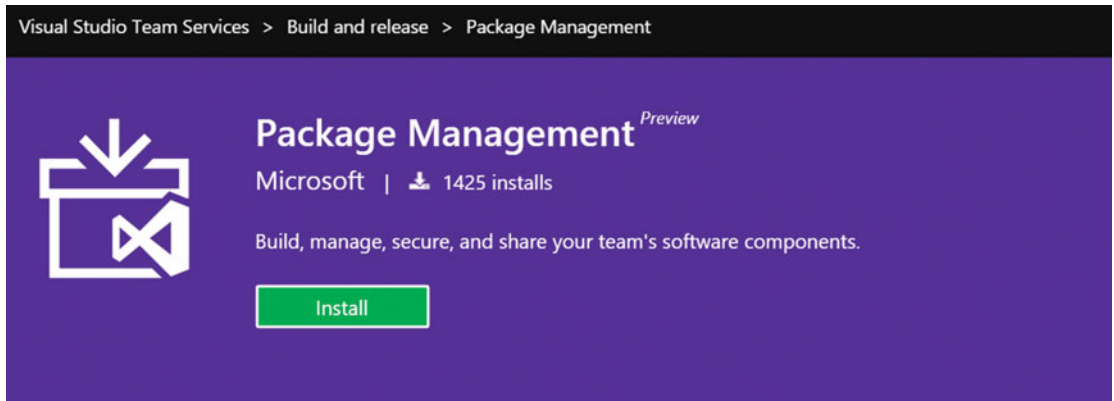 Visual Studio Team Services > Build and release > Package Management
Package Management Preview
Microsoft | 1425 installs
Build, manage, secure, and share your team's software components.
Install